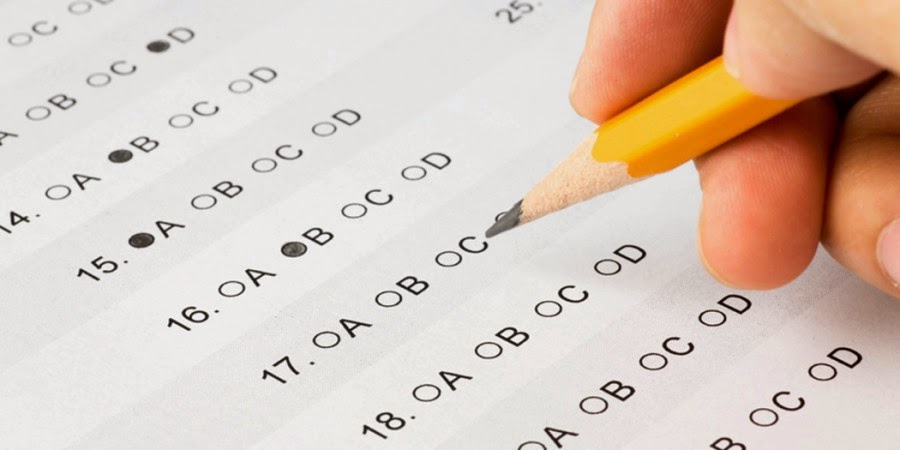 C D
A B C D
14. A B C D
15. A B C D
16. A B C D
17. A B C
18. A B C D
A B C D
B C D
25.